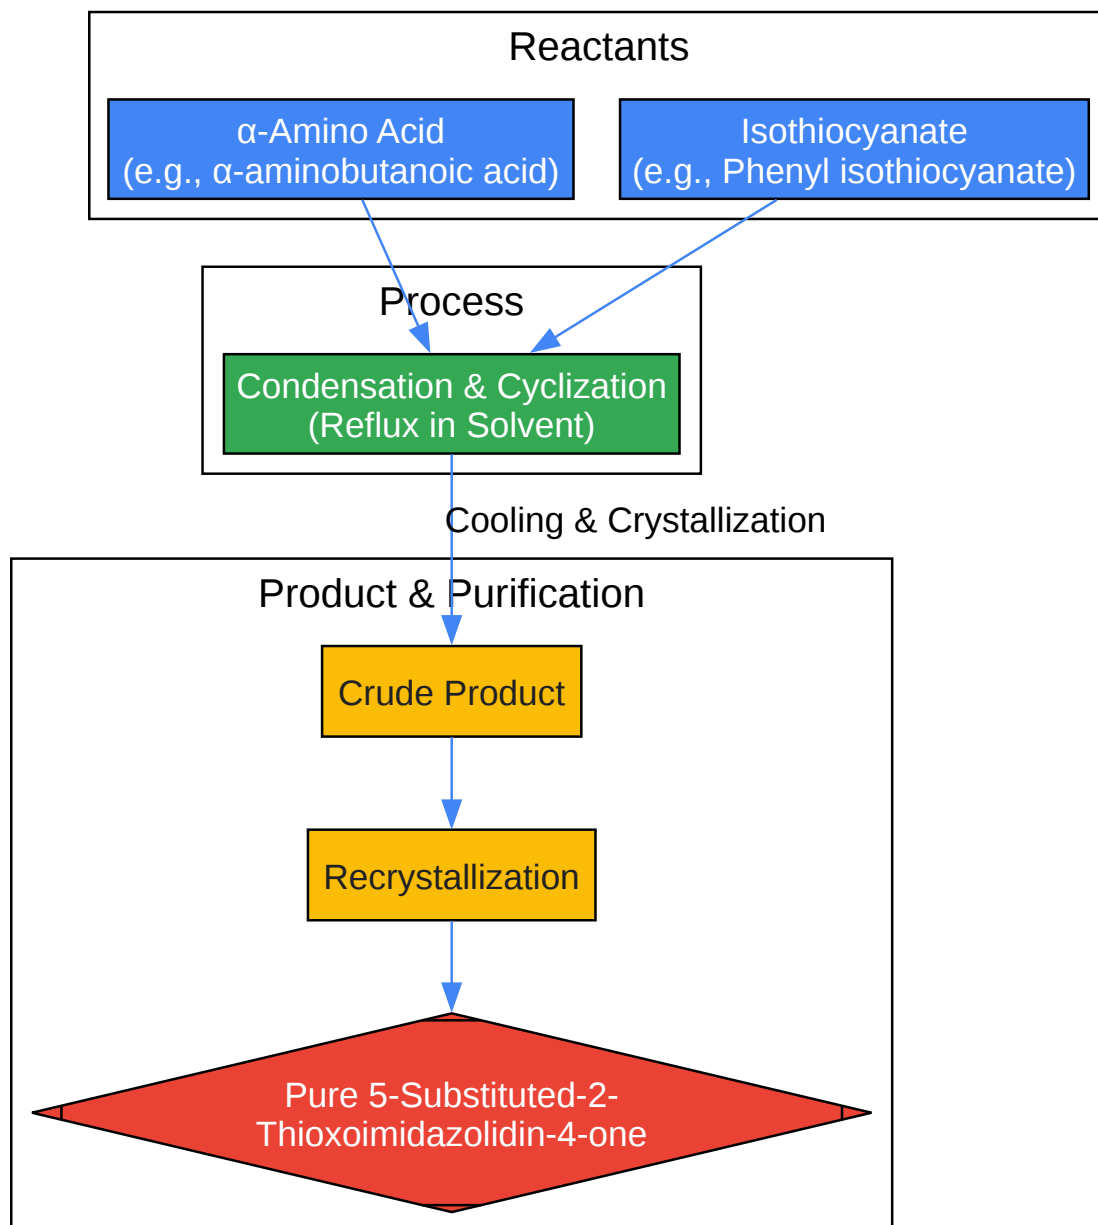 Reactants
α-Amino Acid
(e.g., α-aminobutanoic acid)
Isothiocyanate
(e.g., Phenyl isothiocyanate)
Process
Condensation & Cyclization
(Reflux in Solvent)
Cooling & Crystallization
Product & Purification
Crude Product
Recrystallization
Pure 5-Substituted-2-
Thioxoimidazolidin-4-one